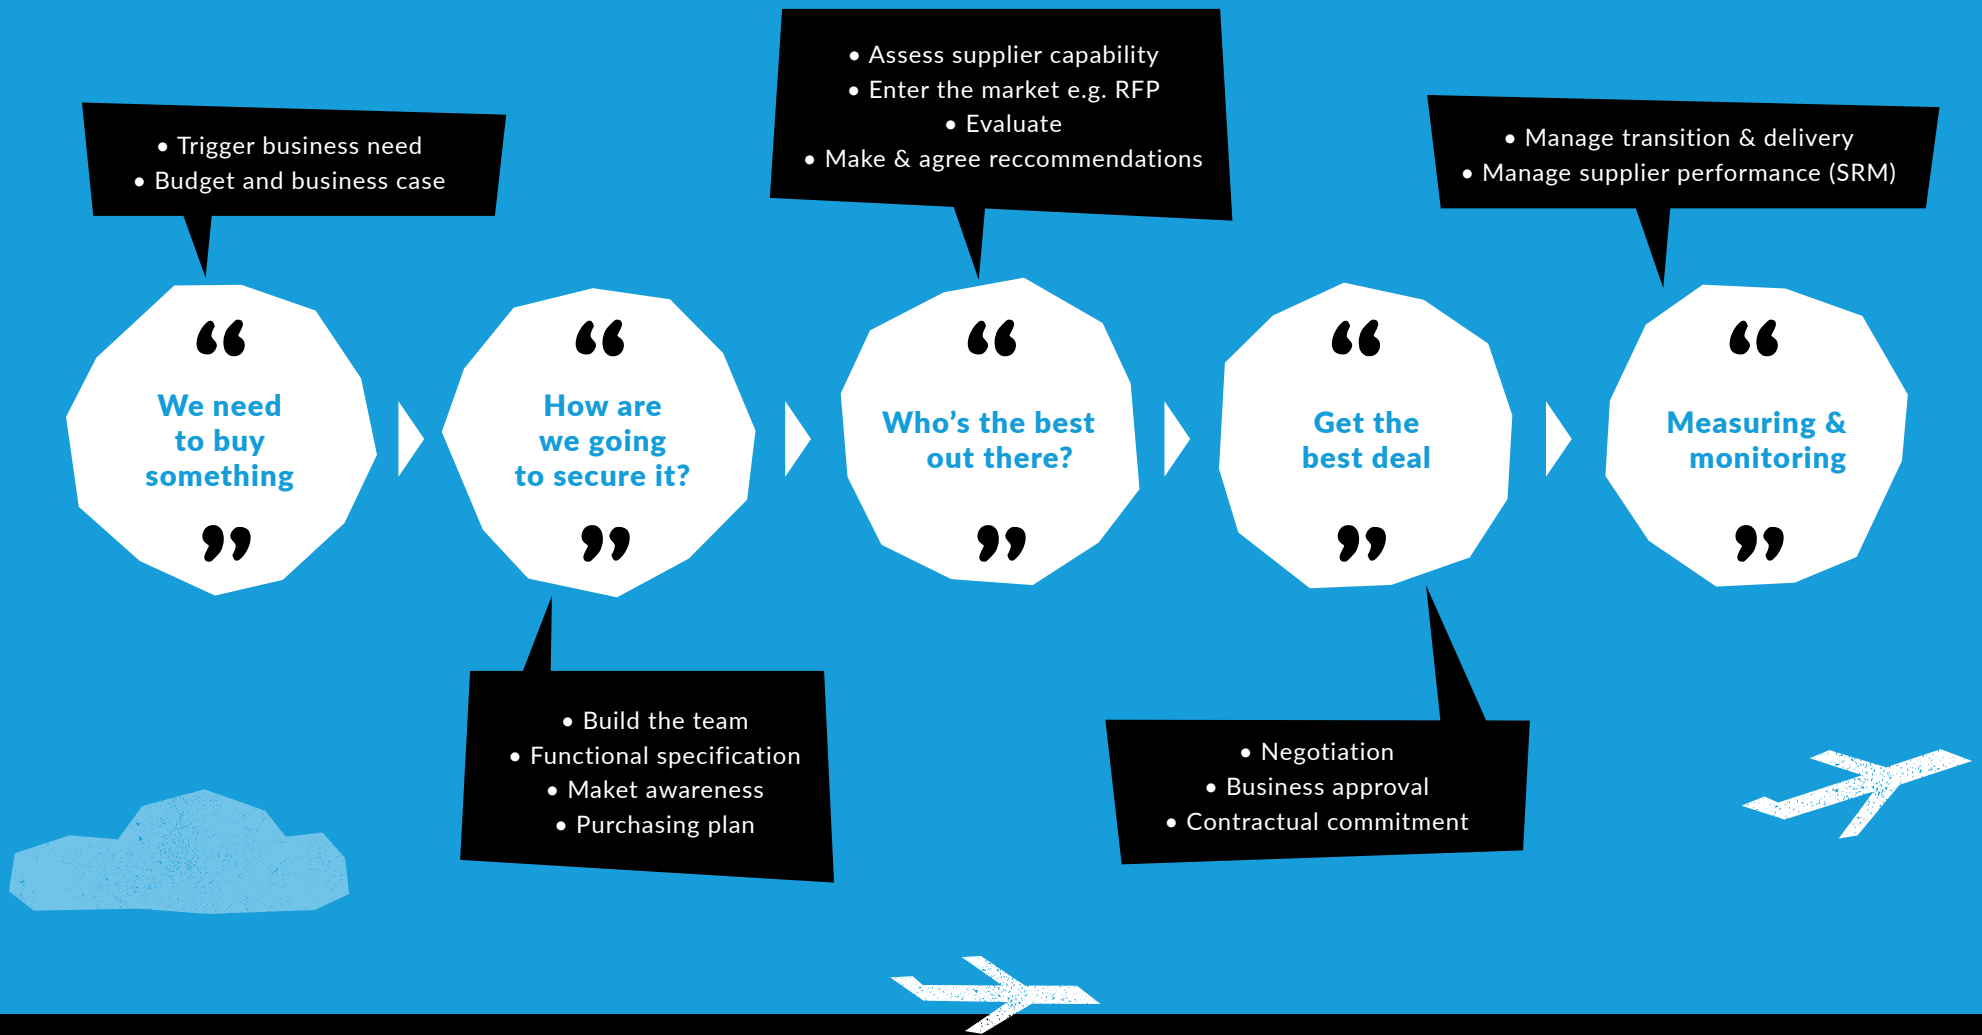 • Trigger business need
• Budget and business case
“
We need
to buy
something
”
“
How are
we going
to secure it?
”
• Build the team
• Functional specification
• Maket awareness
• Purchasing plan
• Assess supplier capability
• Enter the market e.g. RFP
• Evaluate
• Make & agree reccommendations
“
Who’s the best
out there?
”
“
Get the
best deal
”
• Negotiation
• Business approval
• Contractual commitment
• Manage transition & delivery
• Manage supplier performance (SRM)
“
Measuring &
monitoring
”